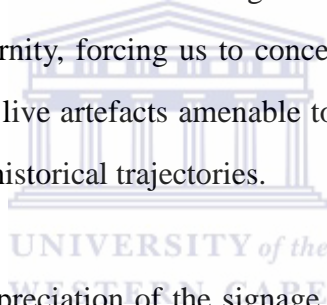 ernity, forcing us to conce
live artefacts amenable to
historical trajectories.
UNIVERSITY of the
preciation of the signage
WESTERN CAPE